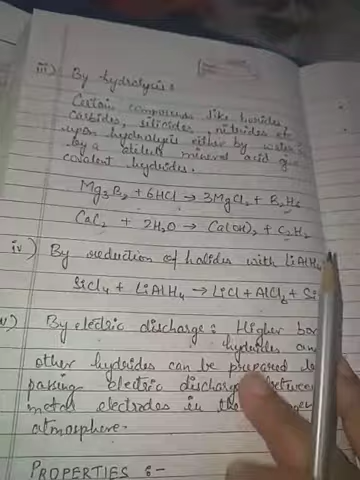 iii) By hydrolysis:
Certain compounds like borides,
carbides, silicides, nitrides etc
upon hydrolysis either by water or
by a dilute mineral acid give
covalent hydrides.
Mg₃B₂ + 6HCl → 3MgCl₂ + B₂H₆
CaC₂ + 2H₂O → Ca(OH)₂ + C₂H₂
iv) By reduction of halides with LiAlH₄
SiCl₄ + LiAlH₄ → LiCl + AlCl₃ + Si
v) By electric discharge: Higher
hydrides and
other hydrides can be prepared
passing electric discharge between
metal electrodes in the
atmosphere.
PROPERTIES :-